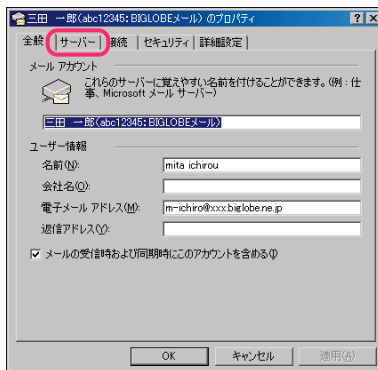 三田　一郎(abc12345:BIGLOBEメール) のプロパティ
全般 サーバー 接続 セキュリティ 詳細設定
メール アカウント
これらのサーバーに覚えやすい名前を付けることができます。(例 : 仕
事、Microsoft メール サーバー)
三田　一郎(abc12345:BIGLOBEメール)
ユーザー情報
名前(N): mita ichirou
会社名(O):
電子メール アドレス(M): m-ichiro@xxx.biglobe.ne.jp
返信アドレス(Y):
メールの受信時および同期時にこのアカウントを含める(I)
OK キャンセル 適用(A)